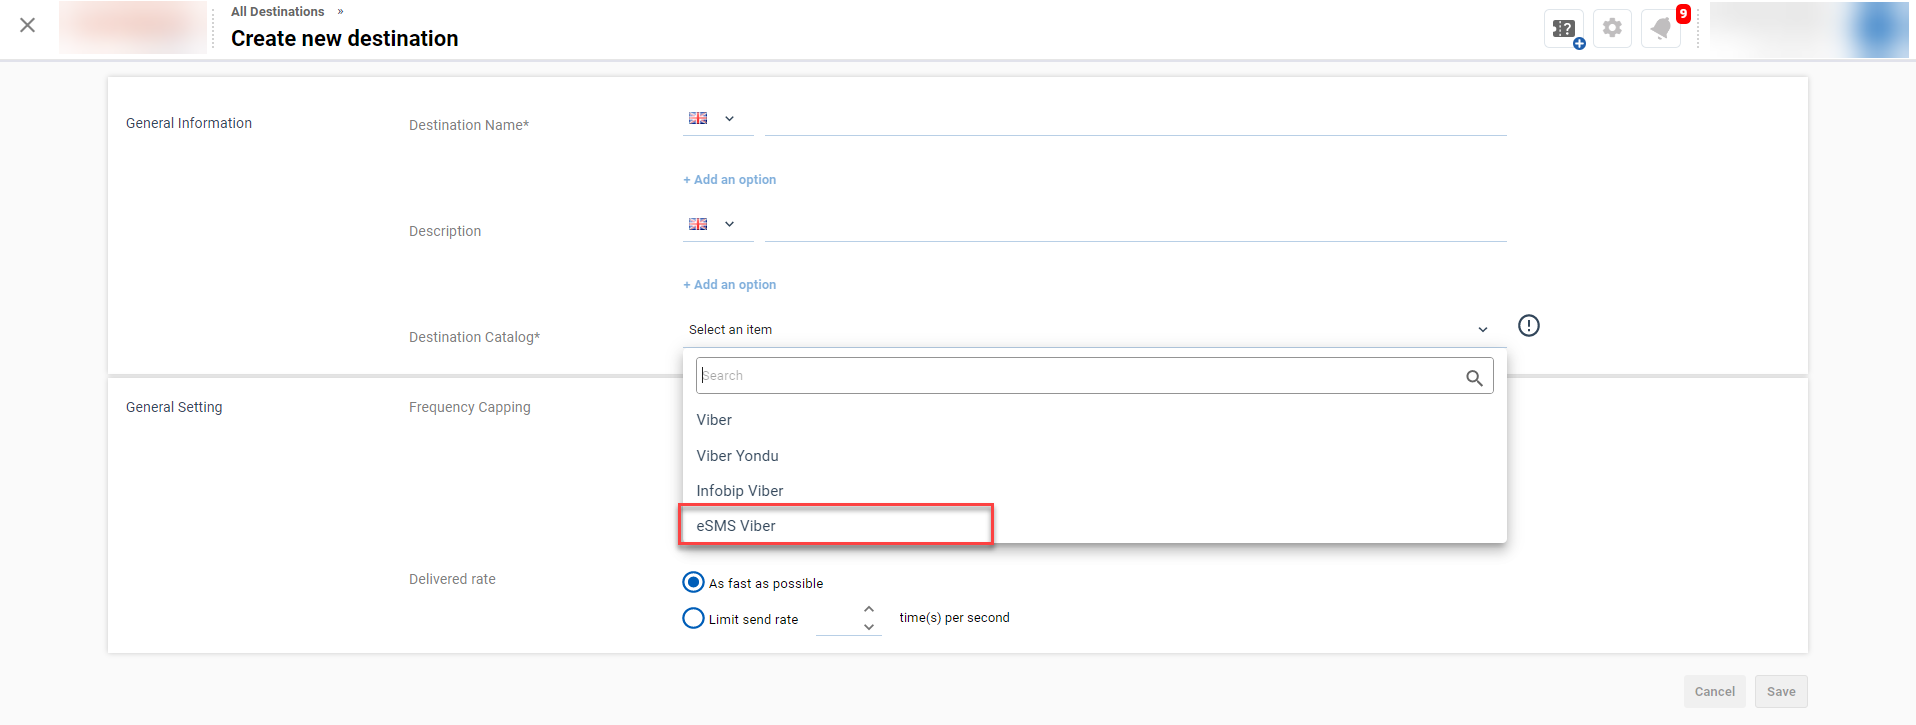 All Destinations »
Create new destination
?
9
General Information
Destination Name*
+ Add an option
Description
+ Add an option
Destination Catalog*
Select an item
Search
Viber
Viber Yondu
Infobip Viber
eSMS Viber
General Setting
Frequency Capping
Delivered rate
As fast as possible
Limit send rate
time(s) per second
Cancel
Save